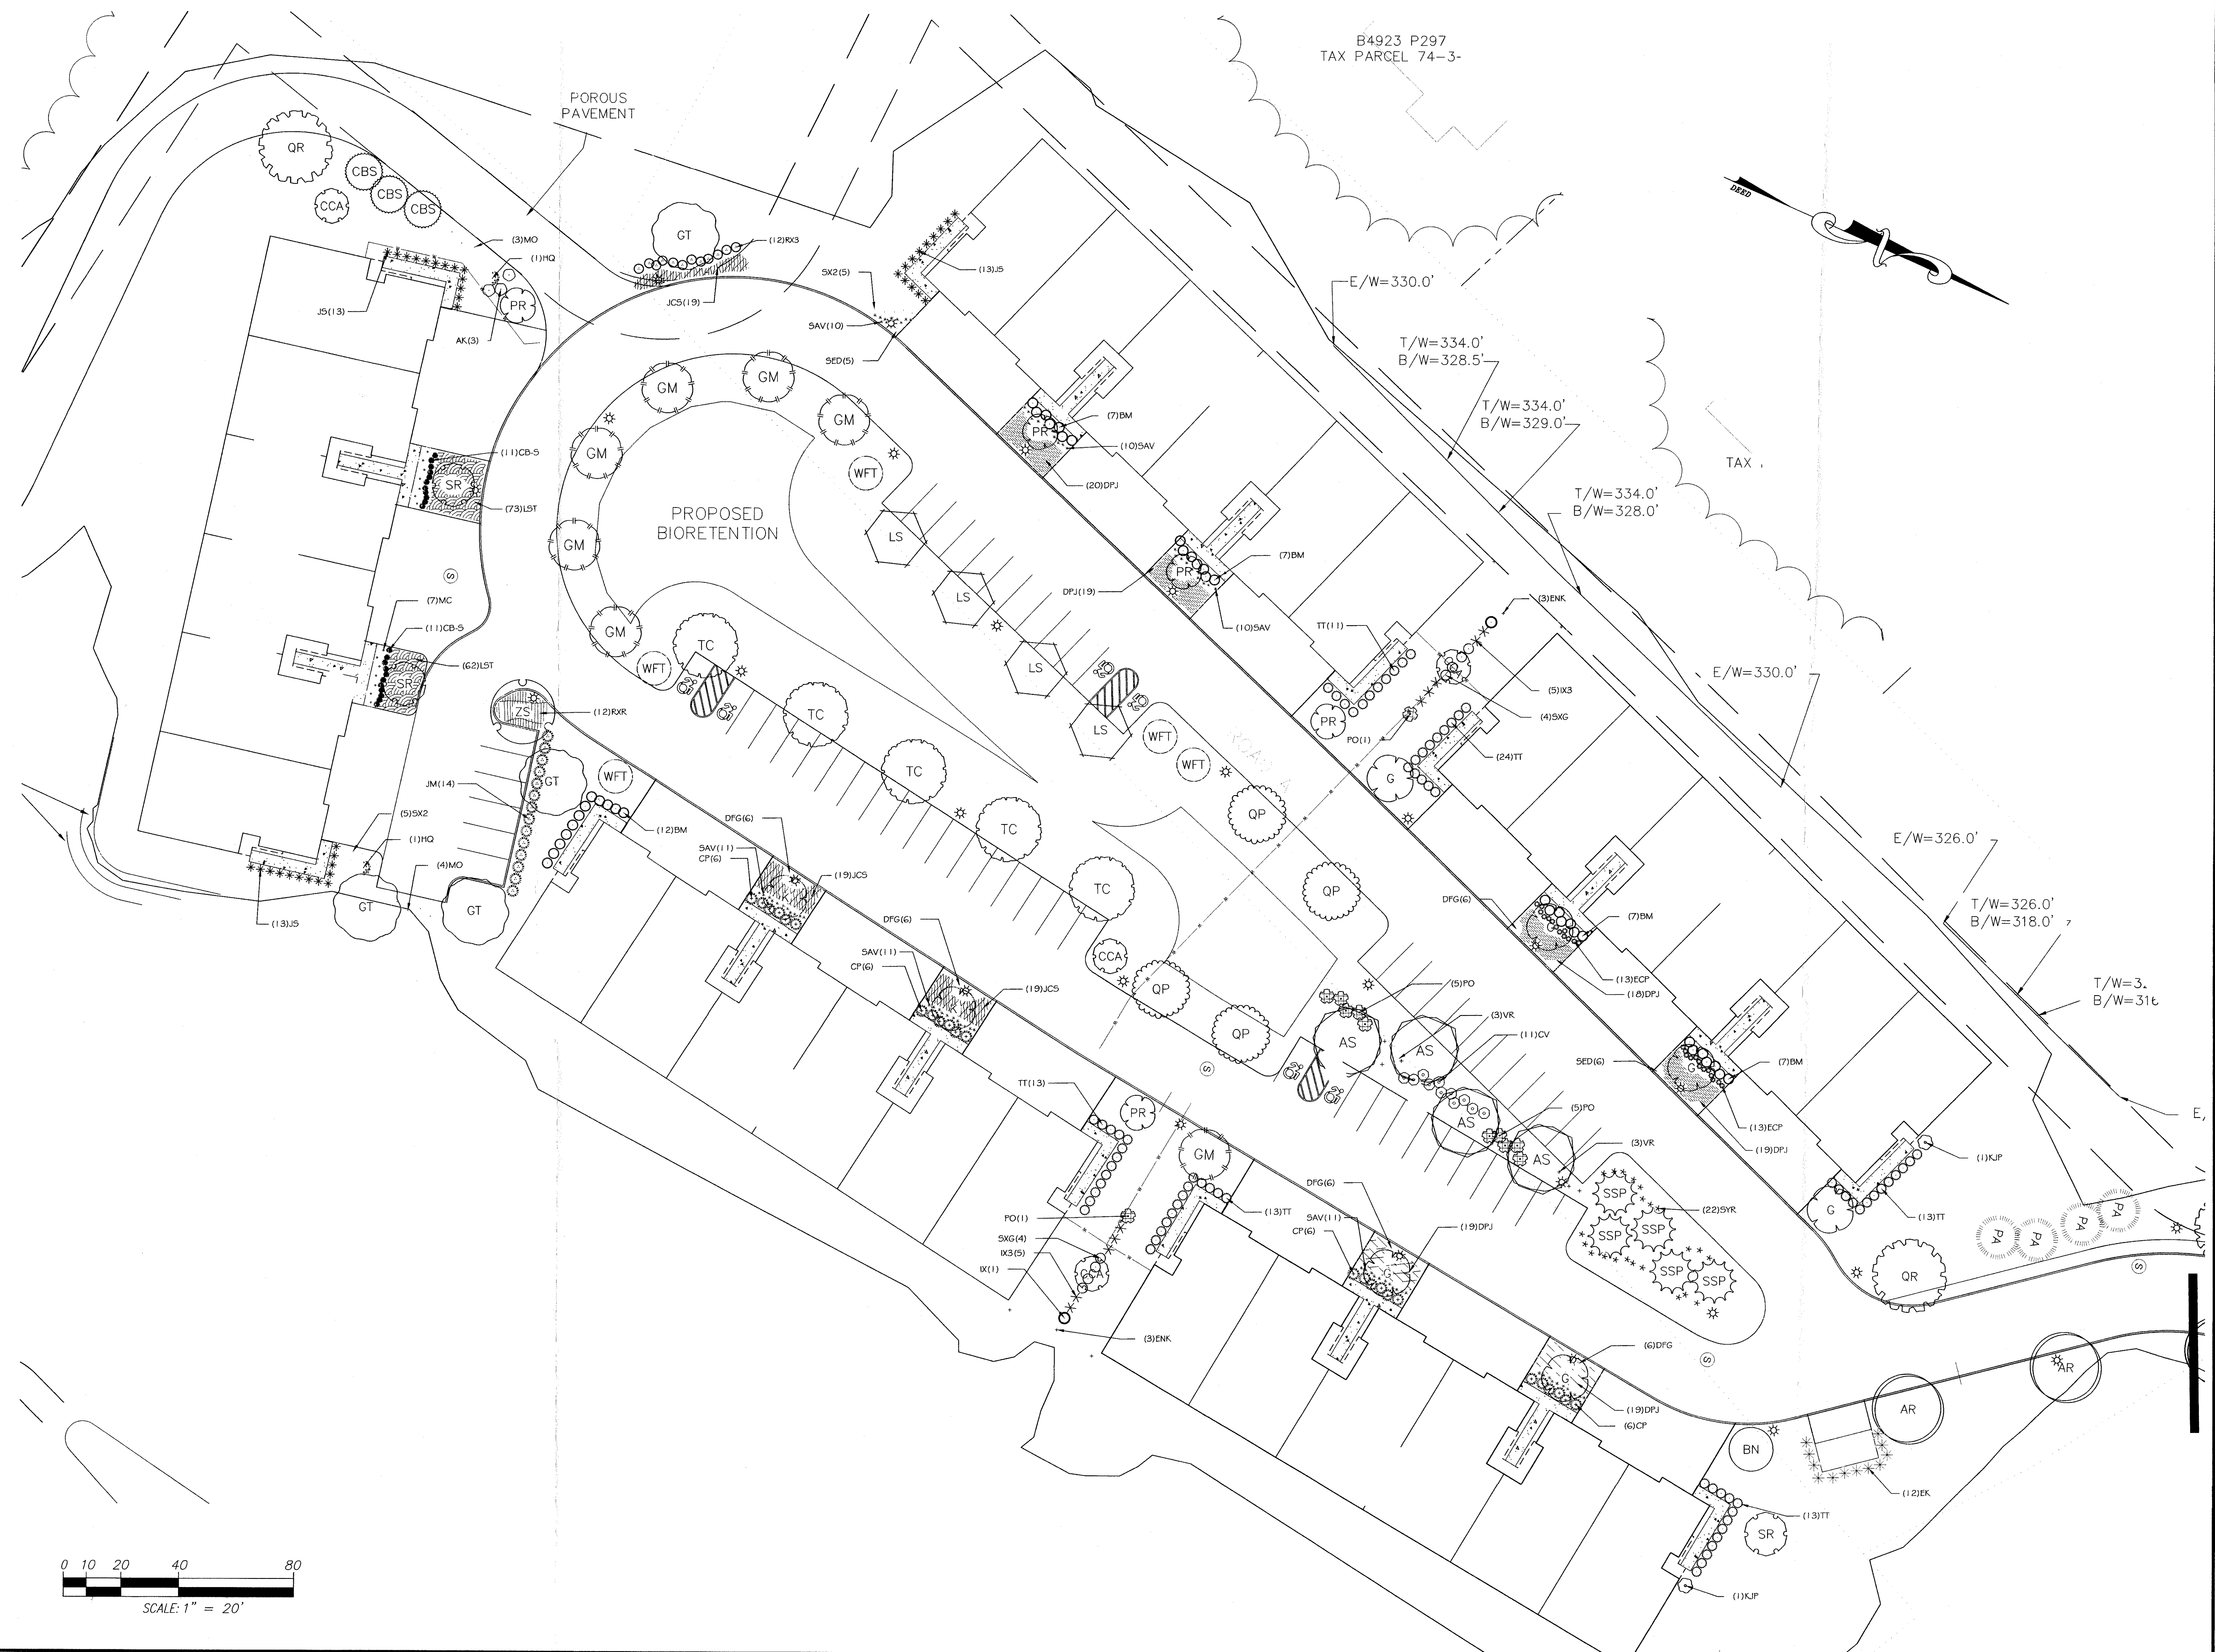 B4923 P297
TAX PARCEL 74-3-
POROUS
PAVEMENT
QR
CBS
CBS
CBS
CCA
DEED
(3)MO
(1)HQ
GT
(12)RX3
SX2(5)
(13)JS
JS(13)
PR
JCS(19)
E/W=330.0'
AK(3)
SAV(10)
SED(5)
T/W=334.0'
B/W=328.5'
GM
GM
GM
GM
T/W=334.0'
B/W=329.0'
PR
(7)BM
(10)SAV
(11)CB-S
SR
(73)LST
WFT
(20)DPJ
TAX
T/W=334.0'
B/W=328.0'
PROPOSED
BIORETENTION
GM
LS
(7)BM
PR
S
DPJ(19)
(7)MC
LS
(3)ENK
(11)CB-S
GM
(10)SAV
TT(11)
TC
(62)LST
WFT
LS
SR
E/W=330.0'
(5)IX3
ZS
(12)RXR
TC
(4)SXG
PR
LS
WFT
PO(1)
ROAD A
WFT
(24)TT
GT
WFT
TC
G
JM(14)
QP
(5)SX2
(12)BM
DFG(6)
TC
(1)HQ
SAV(11)
CP(6)
E/W=326.0'
(4)MO
(19)JCS
TC
QP
K
GT
GT
DFG(6)
DFG(6)
T/W=326.0'
B/W=318.0'
(7)BM
(13)JS
SAV(11)
CCA
CP(6)
(13)ECP
(19)JCS
QP
(5)PO
(18)DPJ
K
T/W=3
B/W=31
(3)VR
QP
(11)CV
AS
AS
SED(6)
(7)BM
S
G
TT(13)
PR
(5)PO
AS
(13)ECP
(3)VR
(19)DPJ
GM
AS
(1)KJP
DFG(6)
SSP
PO(1)
(13)TT
SAV(11)
(22)SYR
G
(13)TT
CP(6)
(19)DPJ
PA
PA
PA
PA
SXG(4)
SSP
SSP
IX3(5)
IX(1)
CCA
G
SSP
SSP
QR
S
(3)ENK
(6)DFG
S
AR
G
(19)DPJ
AR
(6)CP
BN
(12)EK
(13)TT
SR
0 10 20 40 80
(1)KJP
SCALE: 1" = 20'